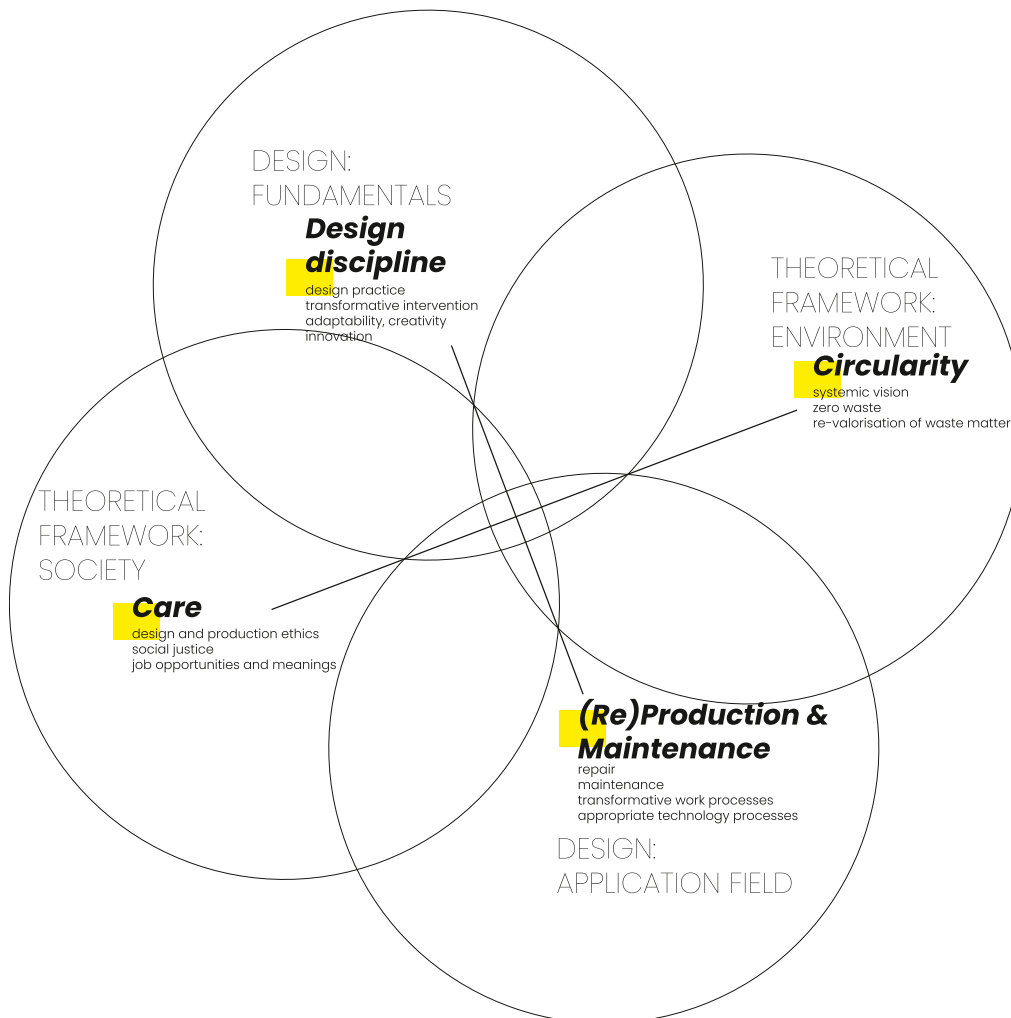 DESIGN:
FUNDAMENTALS
Design
discipline
design practice
transformative intervention
adaptability, creativity
innovation
THEORETICAL
FRAMEWORK:
ENVIRONMENT
Circularity
systemic vision
zero waste
re-valorisation of waste matter
THEORETICAL
FRAMEWORK:
SOCIETY
Care
design and production ethics
social justice
job opportunities and meanings
(Re)Production &
Maintenance
repair
maintenance
transformative work processes
appropriate technology processes
DESIGN:
APPLICATION FIELD